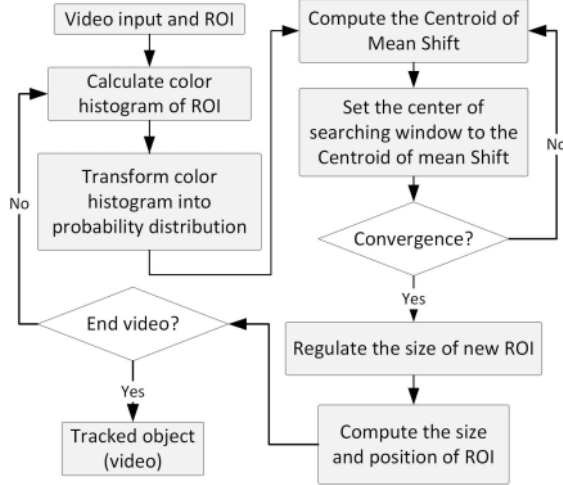 Video input and ROI
Calculate color
histogram of ROI
Transform color
histogram into
probability distribution
Compute the Centroid of
Mean Shift
Set the center of
searching window to the
Centroid of mean Shift
Convergence?
No
Yes
Regulate the size of new ROI
Compute the size
and position of ROI
End video?
No
Yes
Tracked object
(video)